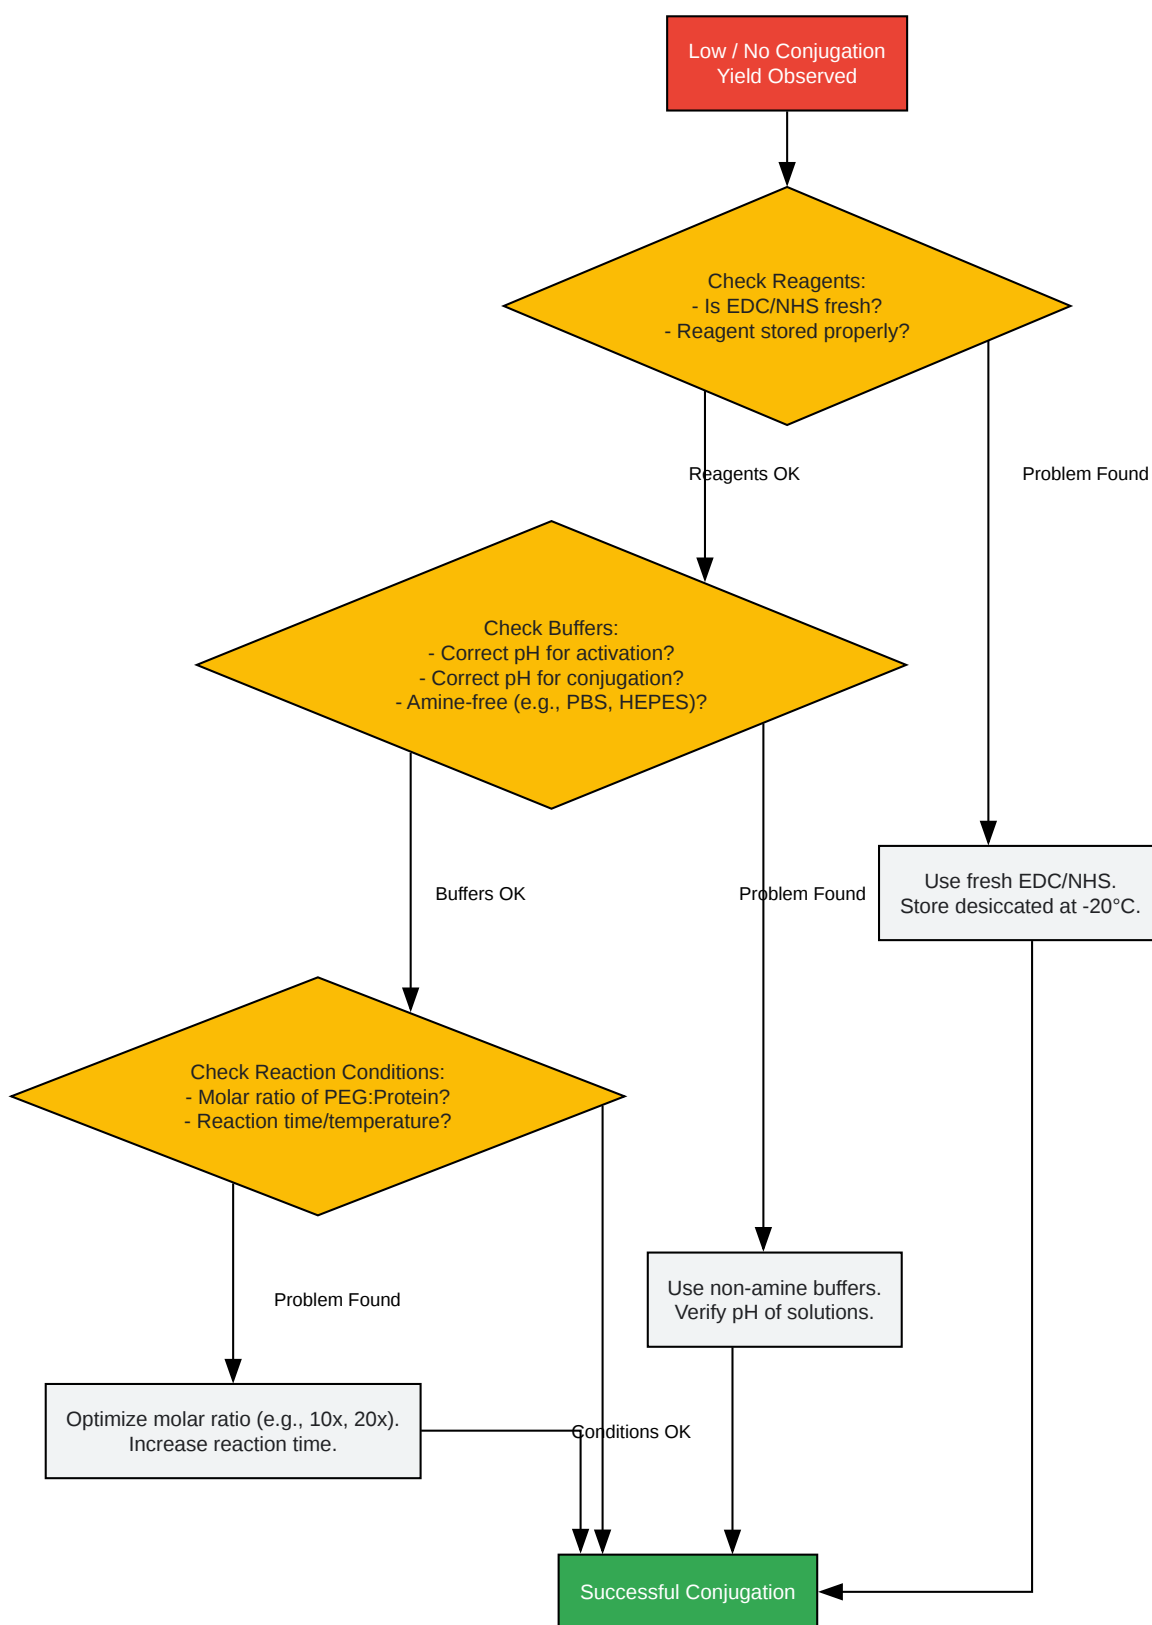 Low / No Conjugation
Yield Observed
Check Reagents:
- Is EDC/NHS fresh?
- Reagent stored properly?
Reagents OK
Problem Found
Check Buffers:
- Correct pH for activation?
- Correct pH for conjugation?
- Amine-free (e.g., PBS, HEPES)?
Buffers OK
Problem Found
Use fresh EDC/NHS.
Store desiccated at -20°C.
Check Reaction Conditions:
- Molar ratio of PEG:Protein?
- Reaction time/temperature?
Problem Found
Use non-amine buffers.
Verify pH of solutions.
Optimize molar ratio (e.g., 10x, 20x).
Increase reaction time.
Conditions OK
Successful Conjugation